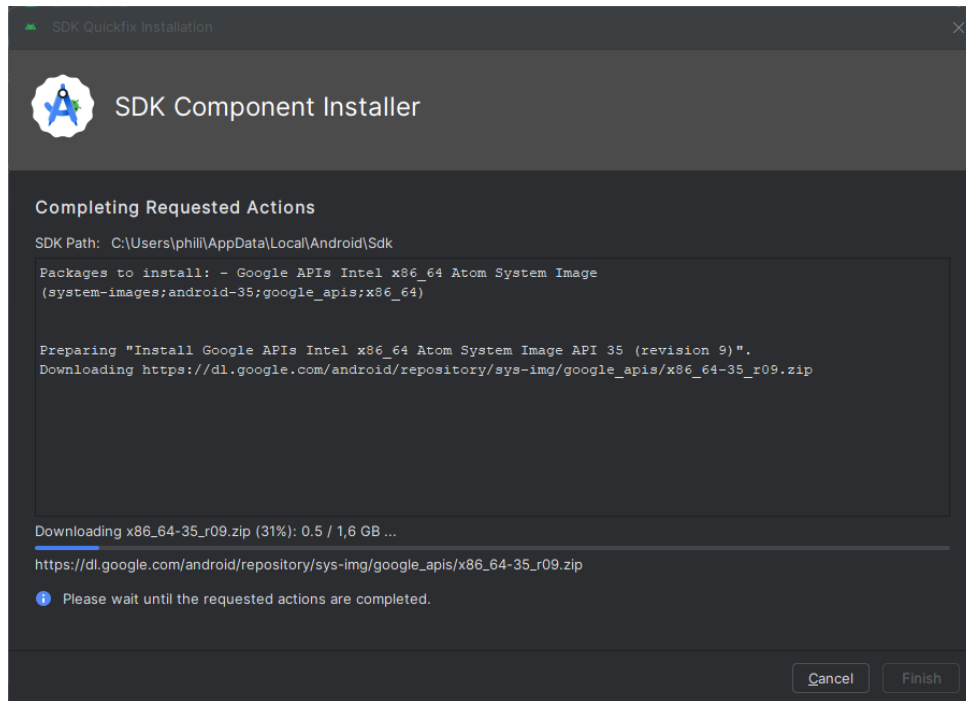 SDK Quickfix Installation
SDK Component Installer
Completing Requested Actions
SDK Path: C:\Users\phili\AppData\Local\Android\Sdk
Packages to install: - Google APIs Intel x86_64 Atom System Image
(system-images;android-35;google_apis;x86_64)
Preparing "Install Google APIs Intel x86_64 Atom System Image API 35 (revision 9)".
Downloading https://dl.google.com/android/repository/sys-img/google_apis/x86_64-35_r09.zip
Downloading x86_64-35_r09.zip (31%): 0.5 / 1,6 GB ...
https://dl.google.com/android/repository/sys-img/google_apis/x86_64-35_r09.zip
Please wait until the requested actions are completed.
Cancel Finish